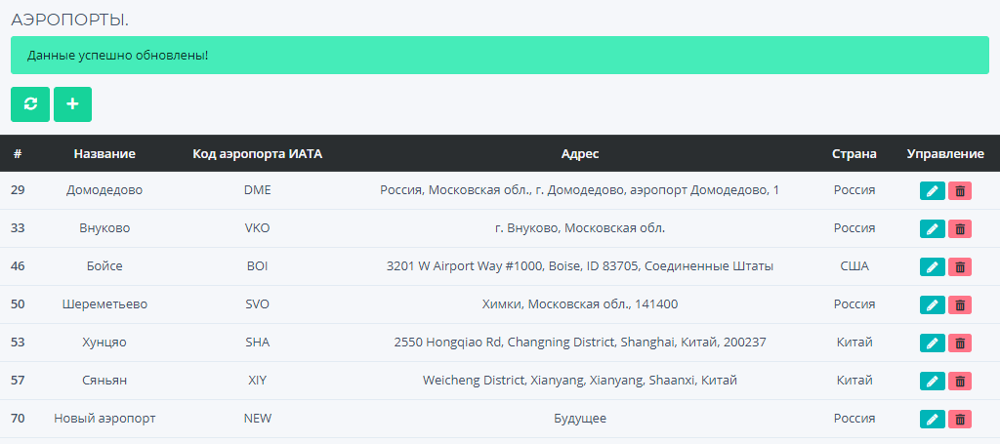 АЭРОПОРТЫ.
Данные успешно обновлены!
# Название Код аэропорта ИАТА Адрес Страна Управление
29 Домодедово DME Россия, Московская обл., г. Домодедово, аэропорт Домодедово, 1 Россия
33 Внуково VKO г. Внуково, Московская обл. Россия
46 Бойсе BOI 3201 W Airport Way #1000, Boise, ID 83705, Соединенные Штаты США
50 Шереметьево SVO Химки, Московская обл., 141400 Россия
53 Хунцяо SHA 2550 Hongqiao Rd, Changning District, Shanghai, Китай, 200237 Китай
57 Сяньян XIY Weicheng District, Xianyang, Xianyang, Shaanxi, Китай Китай
70 Новый аэропорт NEW Будущее Россия